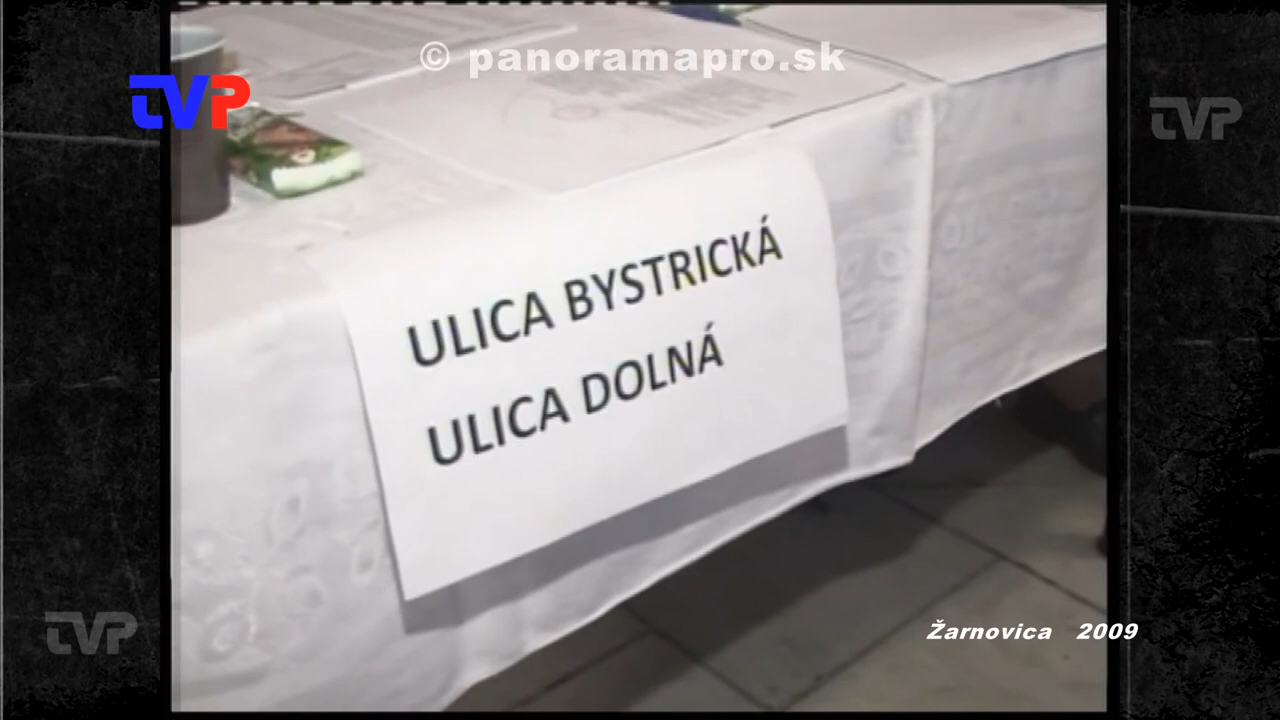 © panoramapro.sk
TVP
TVP
ULICA BYSTRICKÁ
ULICA DOLNÁ
TVP
Žarnovica 2009